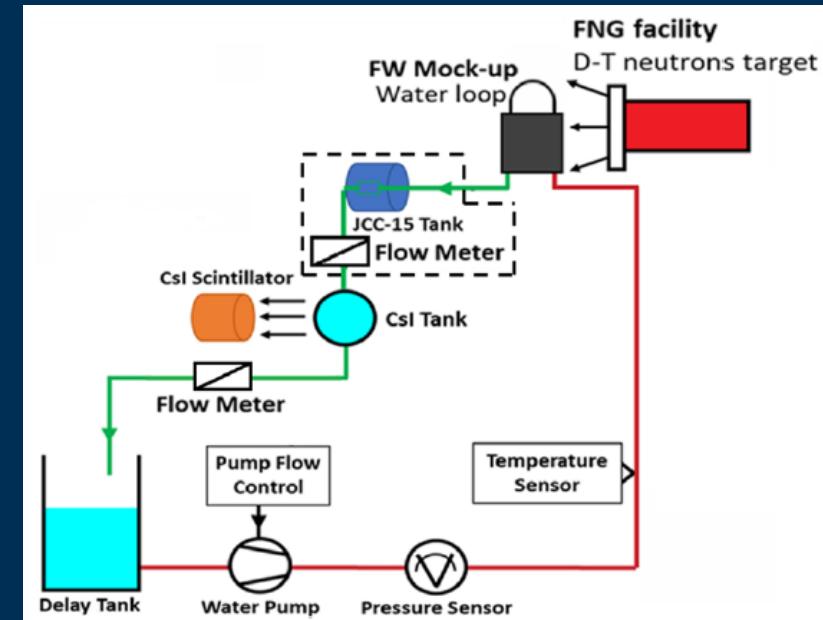 FNG facility
D-T neutrons target
FW Mock-up
Water loop
JCC-15 Tank
Flow Meter
CsI Scintillator
CsI Tank
Flow Meter
Pump Flow
Control
Temperature
Sensor
Delay Tank
Water Pump
Pressure Sensor